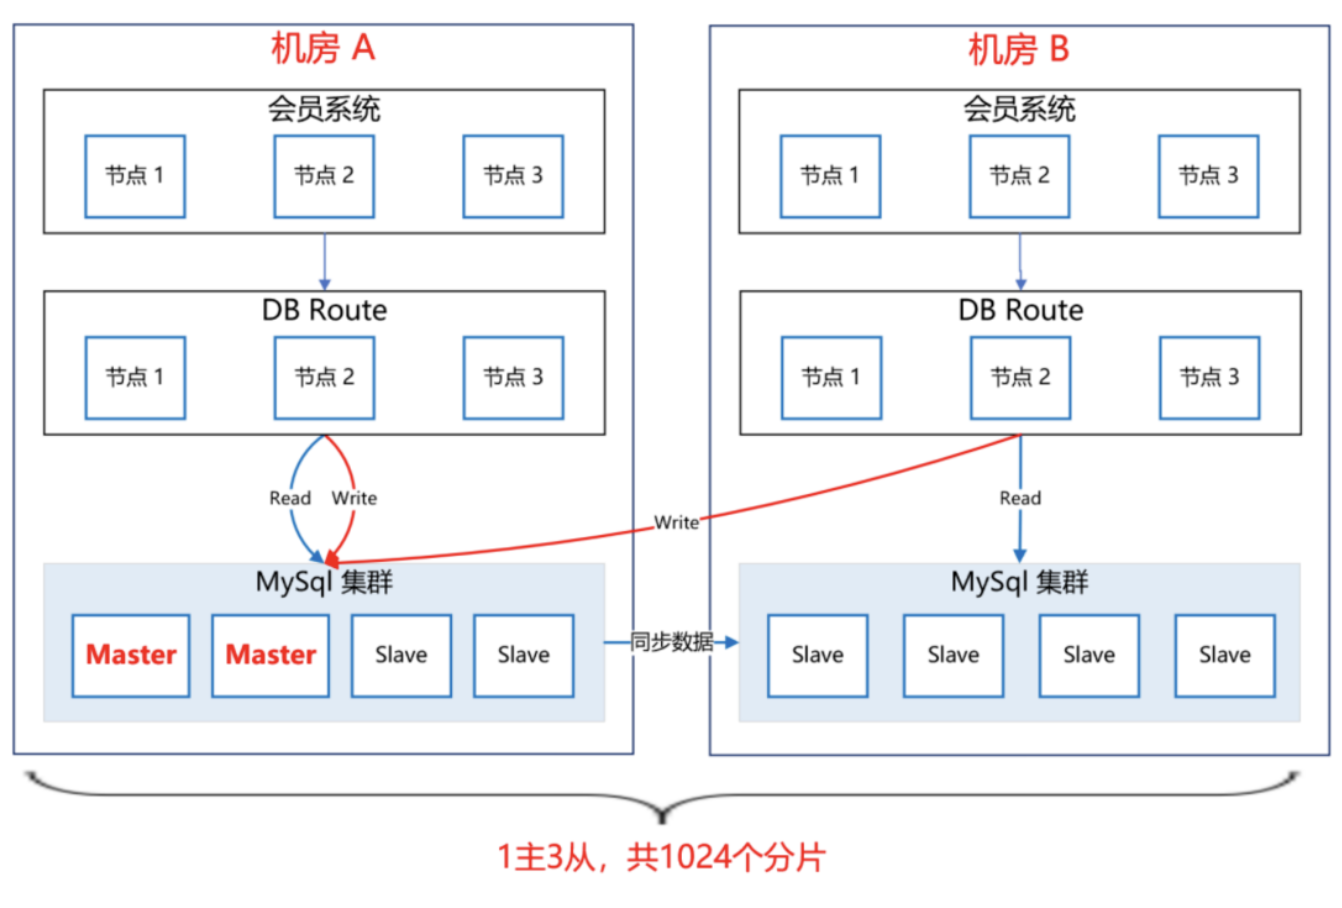 机房 A
会员系统
节点 1
节点 2
节点 3
DB Route
节点 1
节点 2
节点 3
Read
Write
MySql 集群
Master
Master
Slave
Slave
Write
同步数据
机房 B
会员系统
节点 1
节点 2
节点 3
DB Route
节点 1
节点 2
节点 3
Read
MySql 集群
Slave
Slave
Slave
Slave
1主3从，共1024个分片